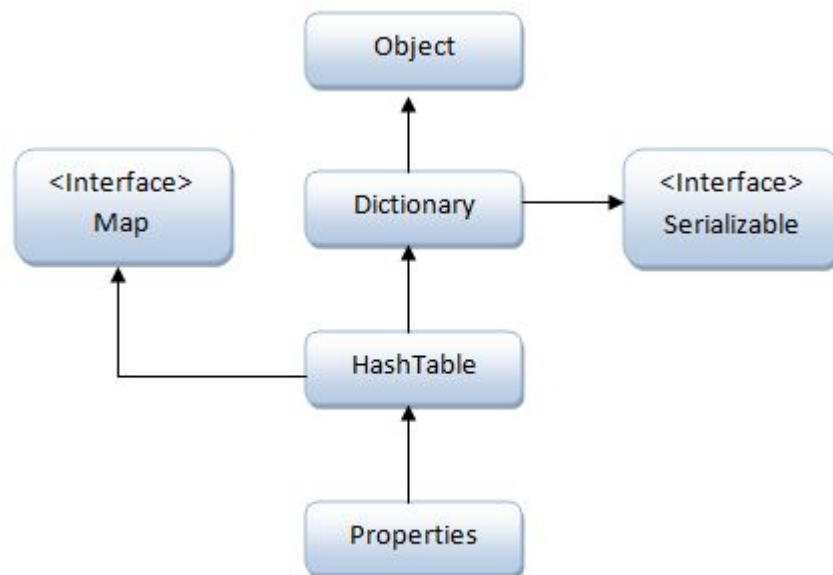 Object
<Interface>
Map
Dictionary
<Interface>
Serializable
HashTable
Properties